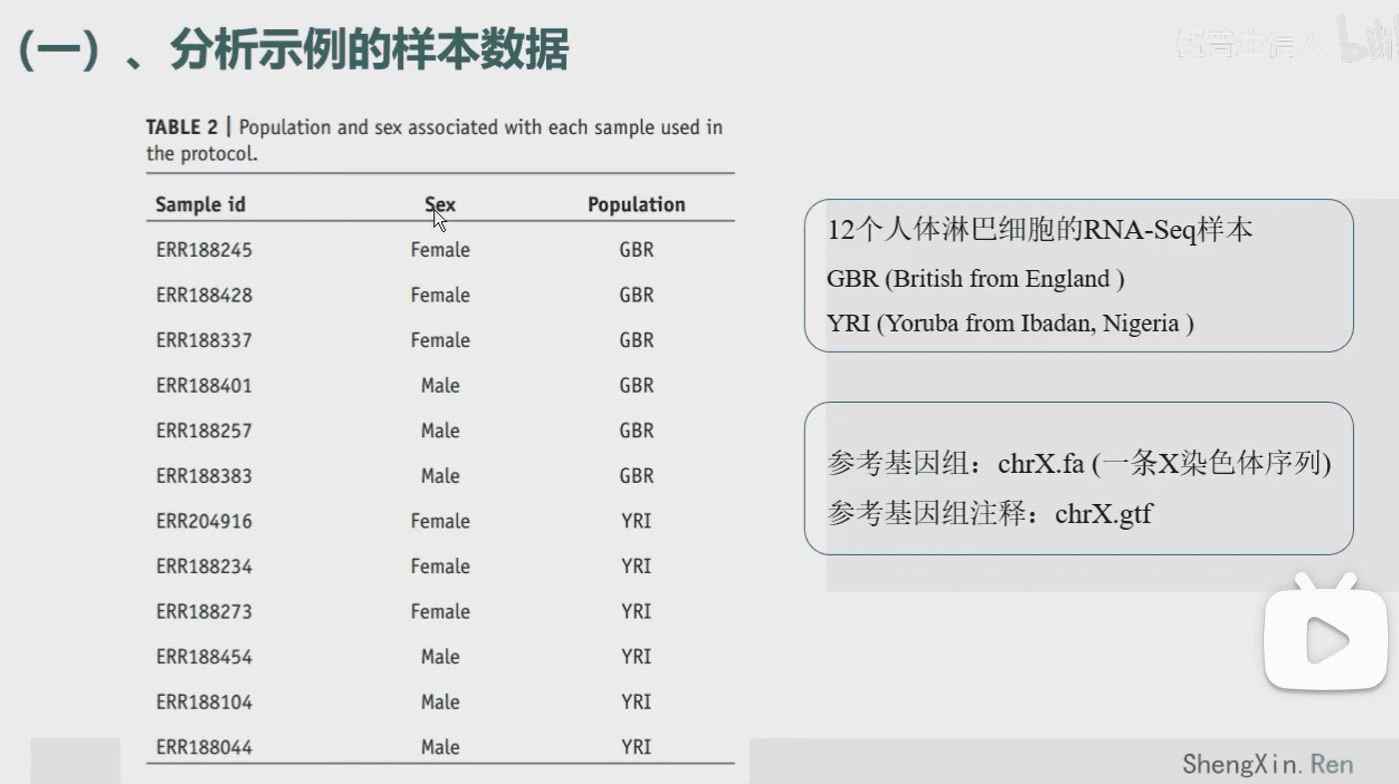 (一) 、分析示例的样本数据
TABLE 2 | Population and sex associated with each sample used in
the protocol.
Sample id Sex Population
ERR188245 Female GBR
ERR188428 Female GBR
ERR188337 Female GBR
ERR188401 Male GBR
ERR188257 Male GBR
ERR188383 Male GBR
ERR204916 Female YRI
ERR188234 Female YRI
ERR188273 Female YRI
ERR188454 Male YRI
ERR188104 Male YRI
ERR188044 Male YRI
12个人体淋巴细胞的RNA-Seq样本
GBR (British from England )
YRI (Yoruba from Ibadan, Nigeria )
参考基因组：chrX.fa (一条X染色体序列)
参考基因组注释：chrX.gtf
ShengXin.Ren